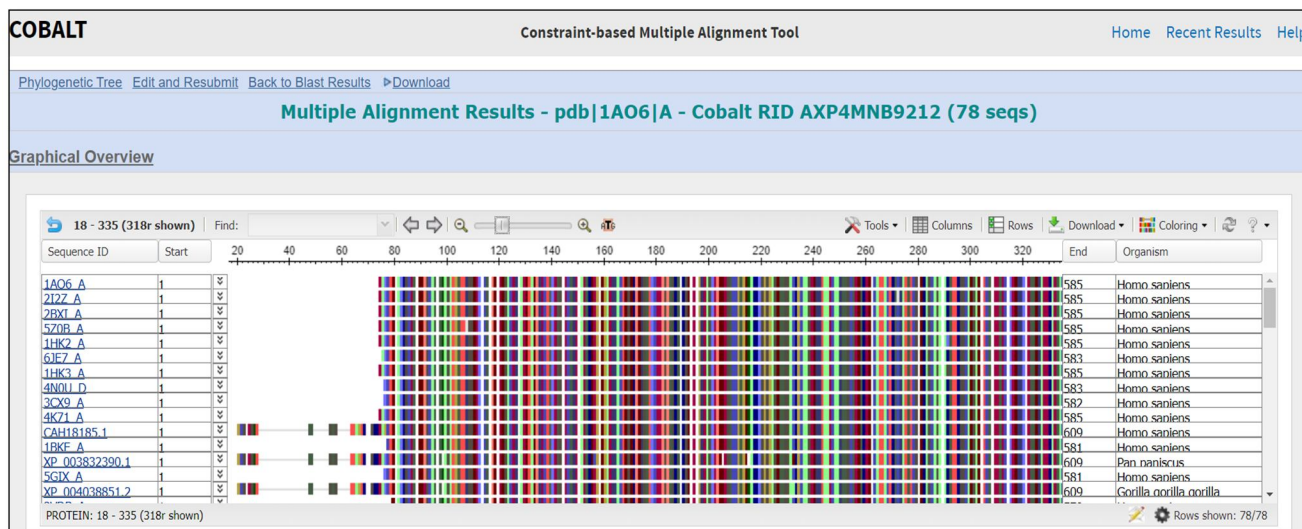 COBALT Constraint-based Multiple Alignment Tool Home Recent Results Help
Phylogenetic Tree Edit and Resubmit Back to Blast Results Download
Multiple Alignment Results - pdb|1AO6|A - Cobalt RID AXP4MNB9212 (78 seqs)
Graphical Overview
18 - 335 (318r shown) Find: ATG Tools Columns Rows Download Coloring ?
Sequence ID Start 20 40 60 80 100 120 140 160 180 200 220 240 260 280 300 320 End Organism
1AO6_A 1 585 Homo sapiens
2I2Z_A 1 585 Homo sapiens
2BXI_A 1 585 Homo sapiens
5Z0B_A 1 585 Homo sapiens
1HK2_A 1 585 Homo sapiens
6JE7_A 1 583 Homo sapiens
1HK3_A 1 585 Homo sapiens
4N0U_D 1 583 Homo sapiens
3CX9_A 1 582 Homo sapiens
4K71_A 1 585 Homo sapiens
CAH18185.1 1 609 Homo sapiens
1BKE_A 1 581 Homo sapiens
XP_003832390.1 1 609 Pan paniscus
5GIX_A 1 581 Homo sapiens
XP_004038851.2 1 609 Gorilla gorilla gorilla
PROTEIN: 18 - 335 (318r shown) Rows shown: 78/78